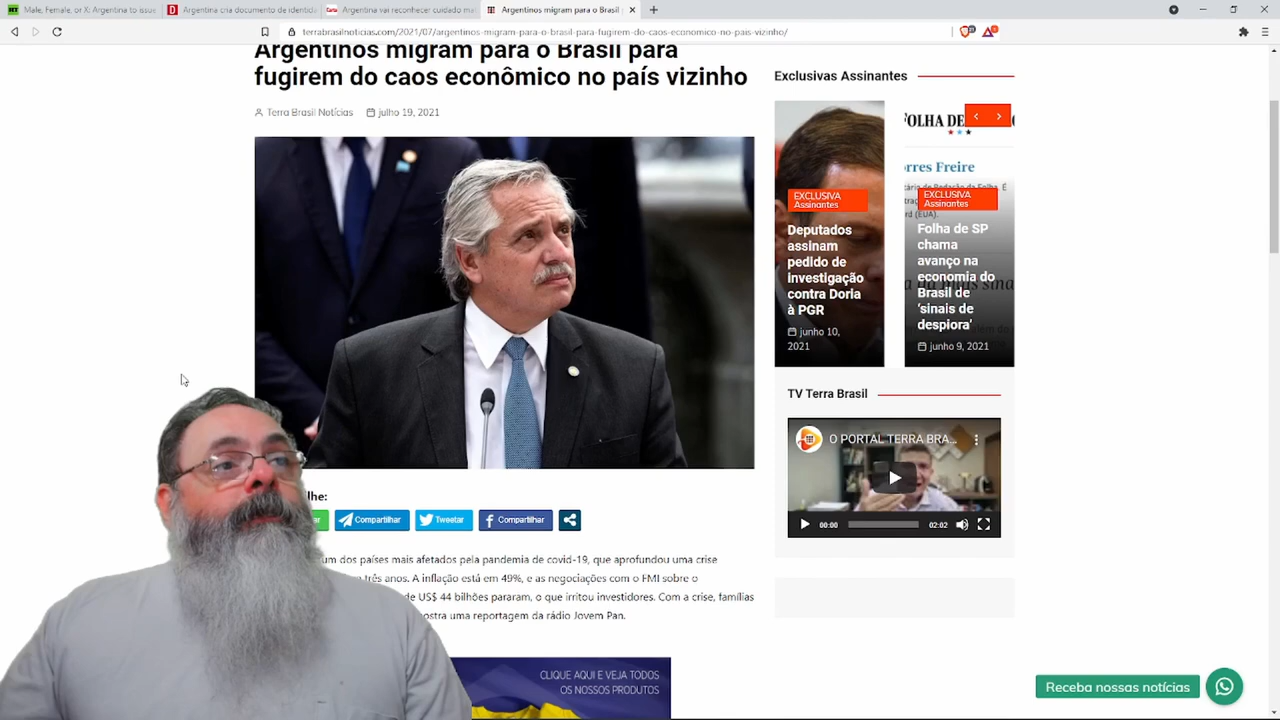 Male, Female, or X: Argentina to issue
Argentina cria documento de identid
Argentina vai reconhecer cuidado ma
Argentinos migram para o Brasil p
terrabrasilnoticias.com/2021/07/argentinos-migram-para-o-brasil-para-fugirem-do-caos-economico-no-pais-vizinho/
Argentinos migram para o Brasil para
fugirem do caos econômico no país vizinho
Terra Brasil Notícias julho 19, 2021
lhe:
ar Compartilhar Tweetar Compartilhar
um dos países mais afetados pela pandemia de covid-19, que aprofundou uma crise
três anos. A inflação está em 49%, e as negociações com o FMI sobre o
de US$ 44 bilhões pararam, o que irritou investidores. Com a crise, famílias
ostra uma reportagem da rádio Jovem Pan.
CLIQUE AQUI E VEJA TODOS
OS NOSSOS PRODUTOS
Exclusivas Assinantes
EXCLUSIVA
Assinantes
Deputados
assinam
pedido de
investigação
contra Doria
à PGR
junho 10,
2021
FOLHA DE
orres Freire
EXCLUSIVA
Assinantes
Folha de SP
chama
avanço na
economia do
Brasil de
'sinais de
despiora'
junho 9, 2021
TV Terra Brasil
O PORTAL TERRA BRA...
00:00 02:02
Receba nossas notícias